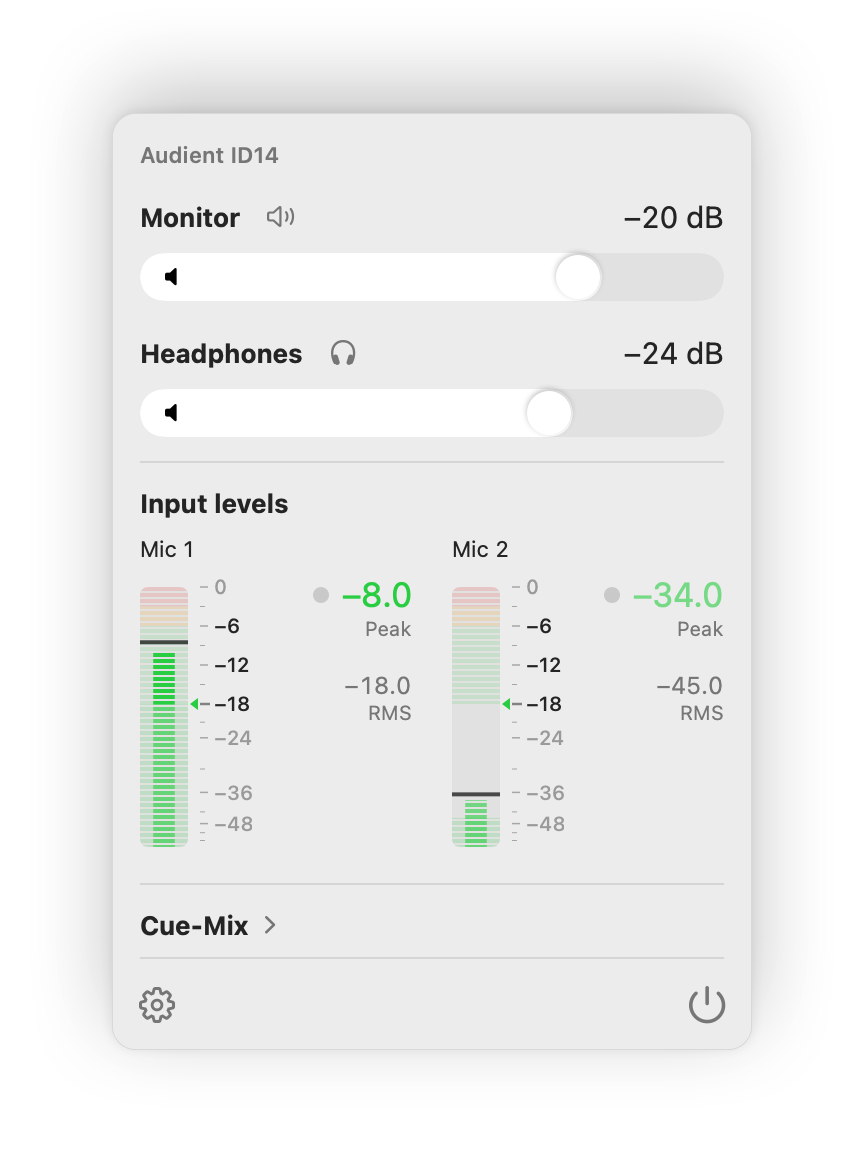 Audient ID14
Monitor –20 dB
Headphones –24 dB
Input levels
Mic 1
0
–6
–12
–18
–24
–36
–48
–8.0
Peak
–18.0
RMS
Mic 2
0
–6
–12
–18
–24
–36
–48
–34.0
Peak
–45.0
RMS
Cue-Mix